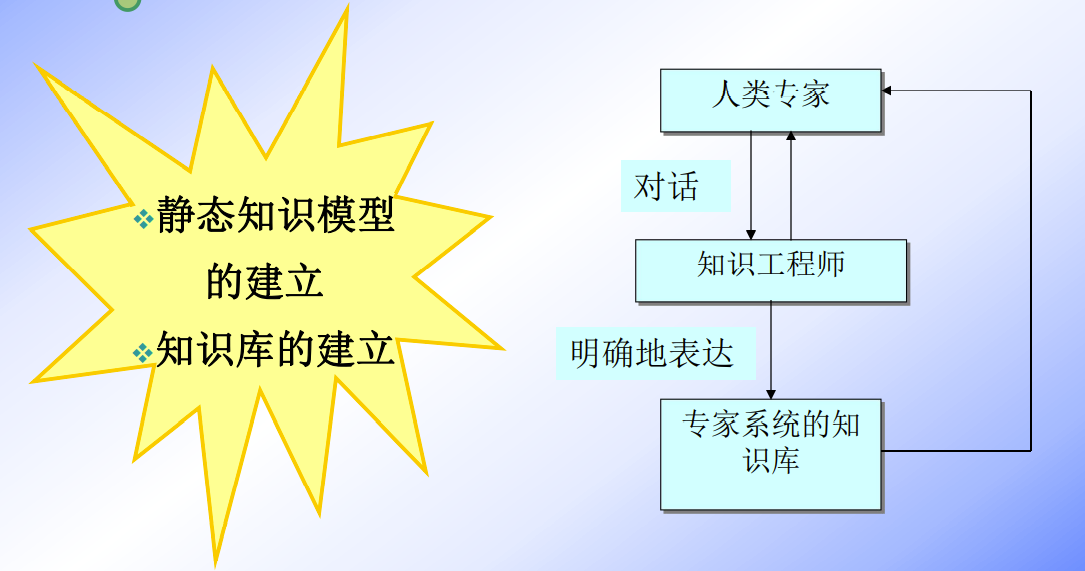 静态知识模型
的建立
知识库的建立
人类专家
对话
知识工程师
明确地表达
专家系统的知
识库